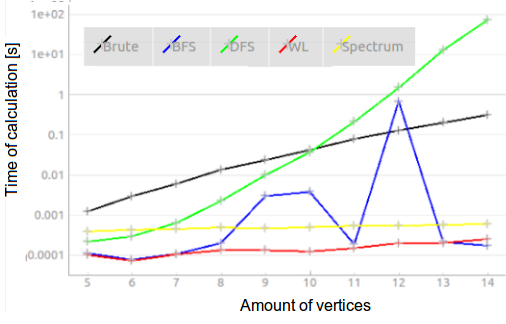 1e+02
1e+01
1
0.1
0.01
0.001
0.0001
Time of calculation [s]
Brute BFS DFS WL Spectrum
5 6 7 8 9 10 11 12 13 14
Amount of vertices